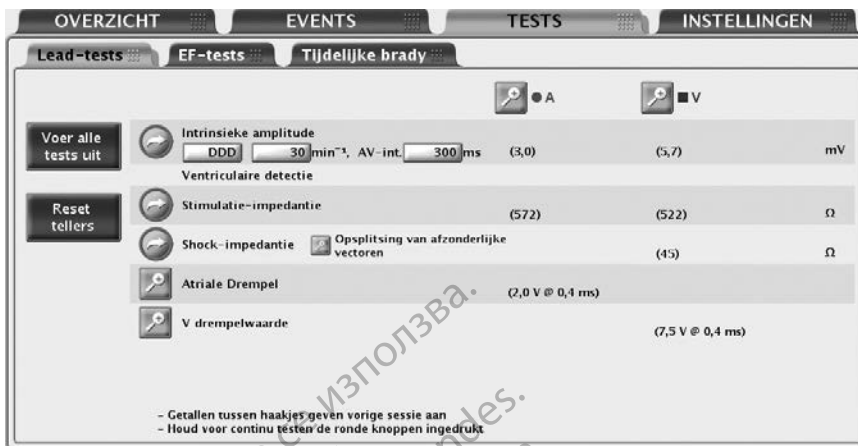 OVERZICHT EVENTS TESTS INSTELLINGEN
Lead-tests EF-tests Tijdelijke brady
A V
Voer alle
tests uit
Intrinsieke amplitude
DDD 30 min⁻¹, AV-int. 300 ms (3,0) (5,7) mV
Ventriculaire detectie
Reset
tellers
Stimulatie-impedantie (572) (522) Ω
Shock-impedantie Opsplitsing van afzonderlijke
vectoren (45) Ω
Atriale Drempel (2,0 V @ 0,4 ms)
V drempelwaarde (7,5 V @ 0,4 ms)
- Getallen tussen haakjes geven vorige sessie aan
- Houd voor continu testen de ronde knoppen ingedrukt
се използва.